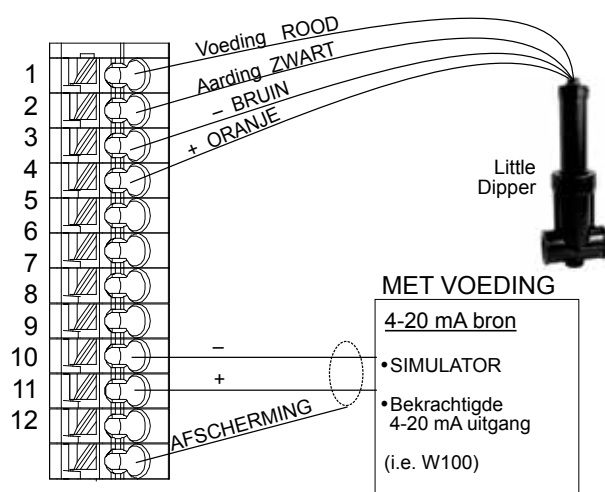 Voeding ROOD
Aarding ZWART
– BRUIN
+ ORANJE
1
2
3
4
5
6
7
8
9
10
11
12
Little
Dipper
MET VOEDING
4-20 mA bron
•SIMULATOR
•Bekrachtigde
4-20 mA uitgang
(i.e. W100)
–
+
AFSCHERMING